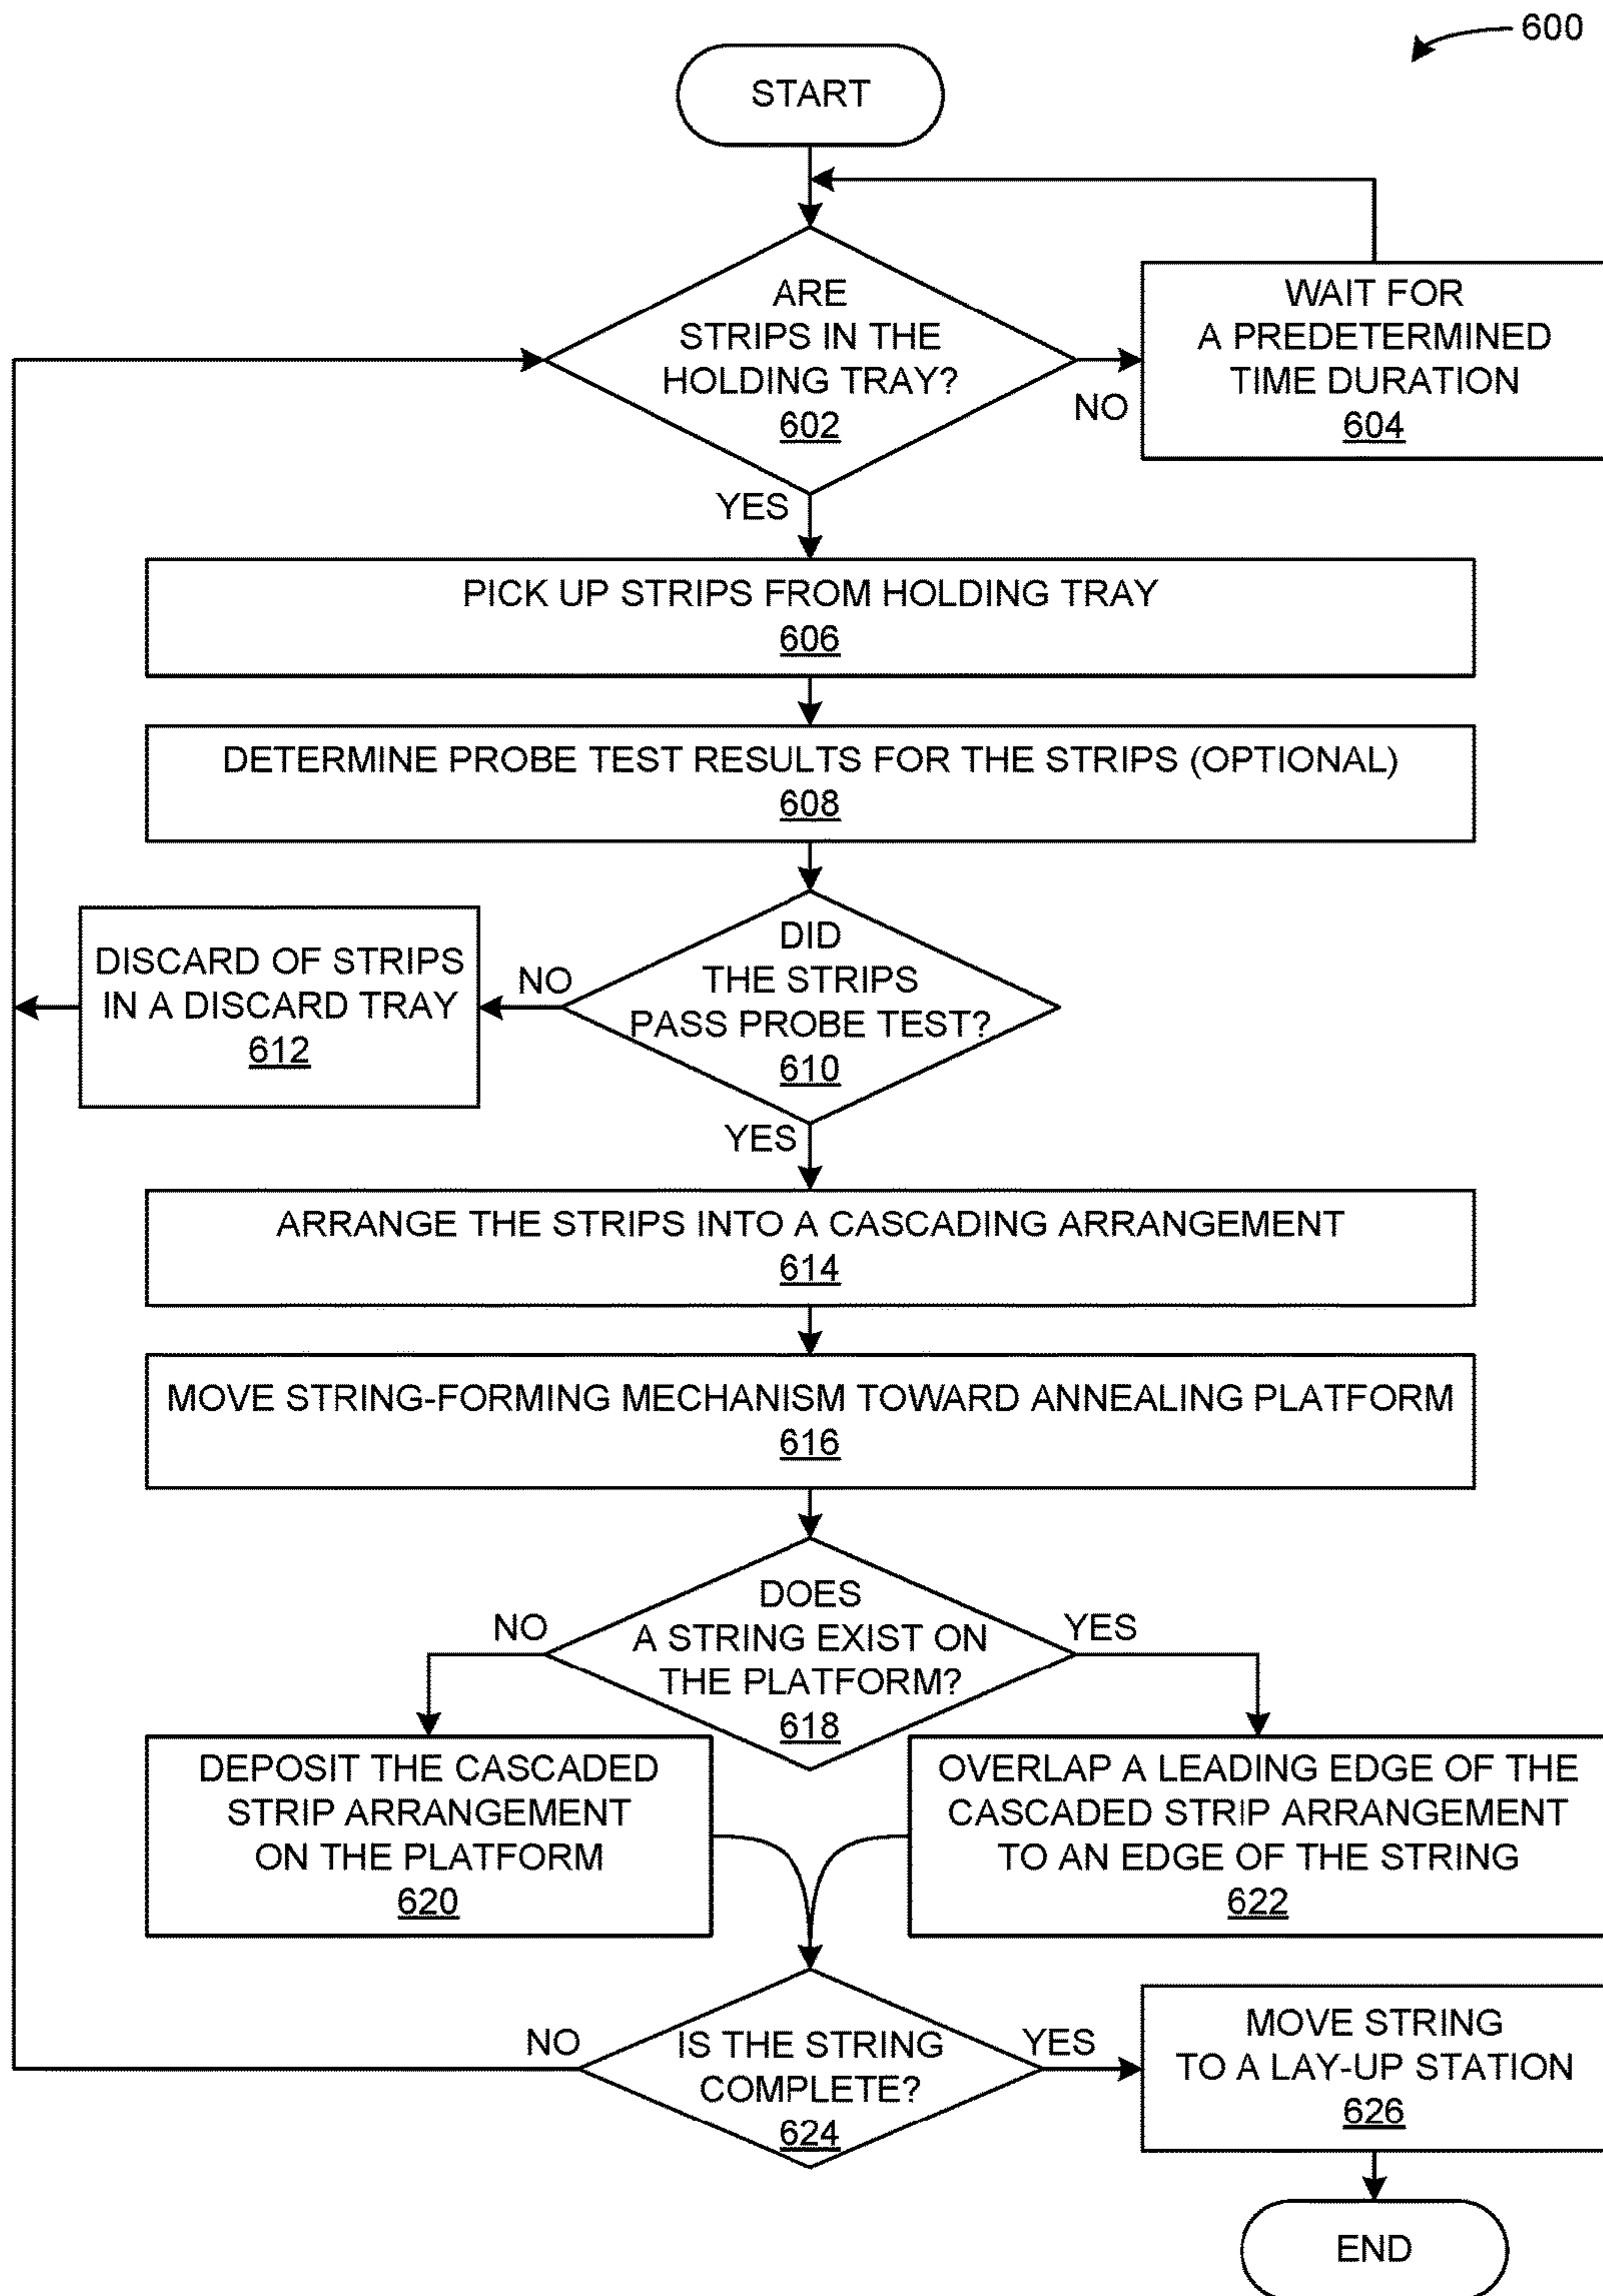 600
START
ARE
STRIPS IN THE
HOLDING TRAY?
602
NO
WAIT FOR
A PREDETERMINED
TIME DURATION
604
YES
PICK UP STRIPS FROM HOLDING TRAY
606
DETERMINE PROBE TEST RESULTS FOR THE STRIPS (OPTIONAL)
608
DID
THE STRIPS
PASS PROBE TEST?
610
NO
DISCARD OF STRIPS
IN A DISCARD TRAY
612
YES
ARRANGE THE STRIPS INTO A CASCADING ARRANGEMENT
614
MOVE STRING-FORMING MECHANISM TOWARD ANNEALING PLATFORM
616
DOES
A STRING EXIST ON
THE PLATFORM?
618
NO
YES
DEPOSIT THE CASCADED
STRIP ARRANGEMENT
ON THE PLATFORM
620
OVERLAP A LEADING EDGE OF THE
CASCADED STRIP ARRANGEMENT
TO AN EDGE OF THE STRING
622
IS THE STRING
COMPLETE?
624
NO
YES
MOVE STRING
TO A LAY-UP STATION
626
END